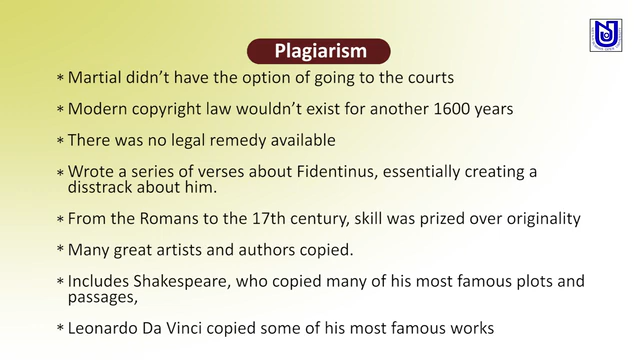 Plagiarism
* Martial didn't have the option of going to the courts
* Modern copyright law wouldn't exist for another 1600 years
* There was no legal remedy available
* Wrote a series of verses about Fidentinus, essentially creating a
disstrack about him.
* From the Romans to the 17th century, skill was prized over originality
* Many great artists and authors copied.
* Includes Shakespeare, who copied many of his most famous plots and
passages,
* Leonardo Da Vinci copied some of his most famous works